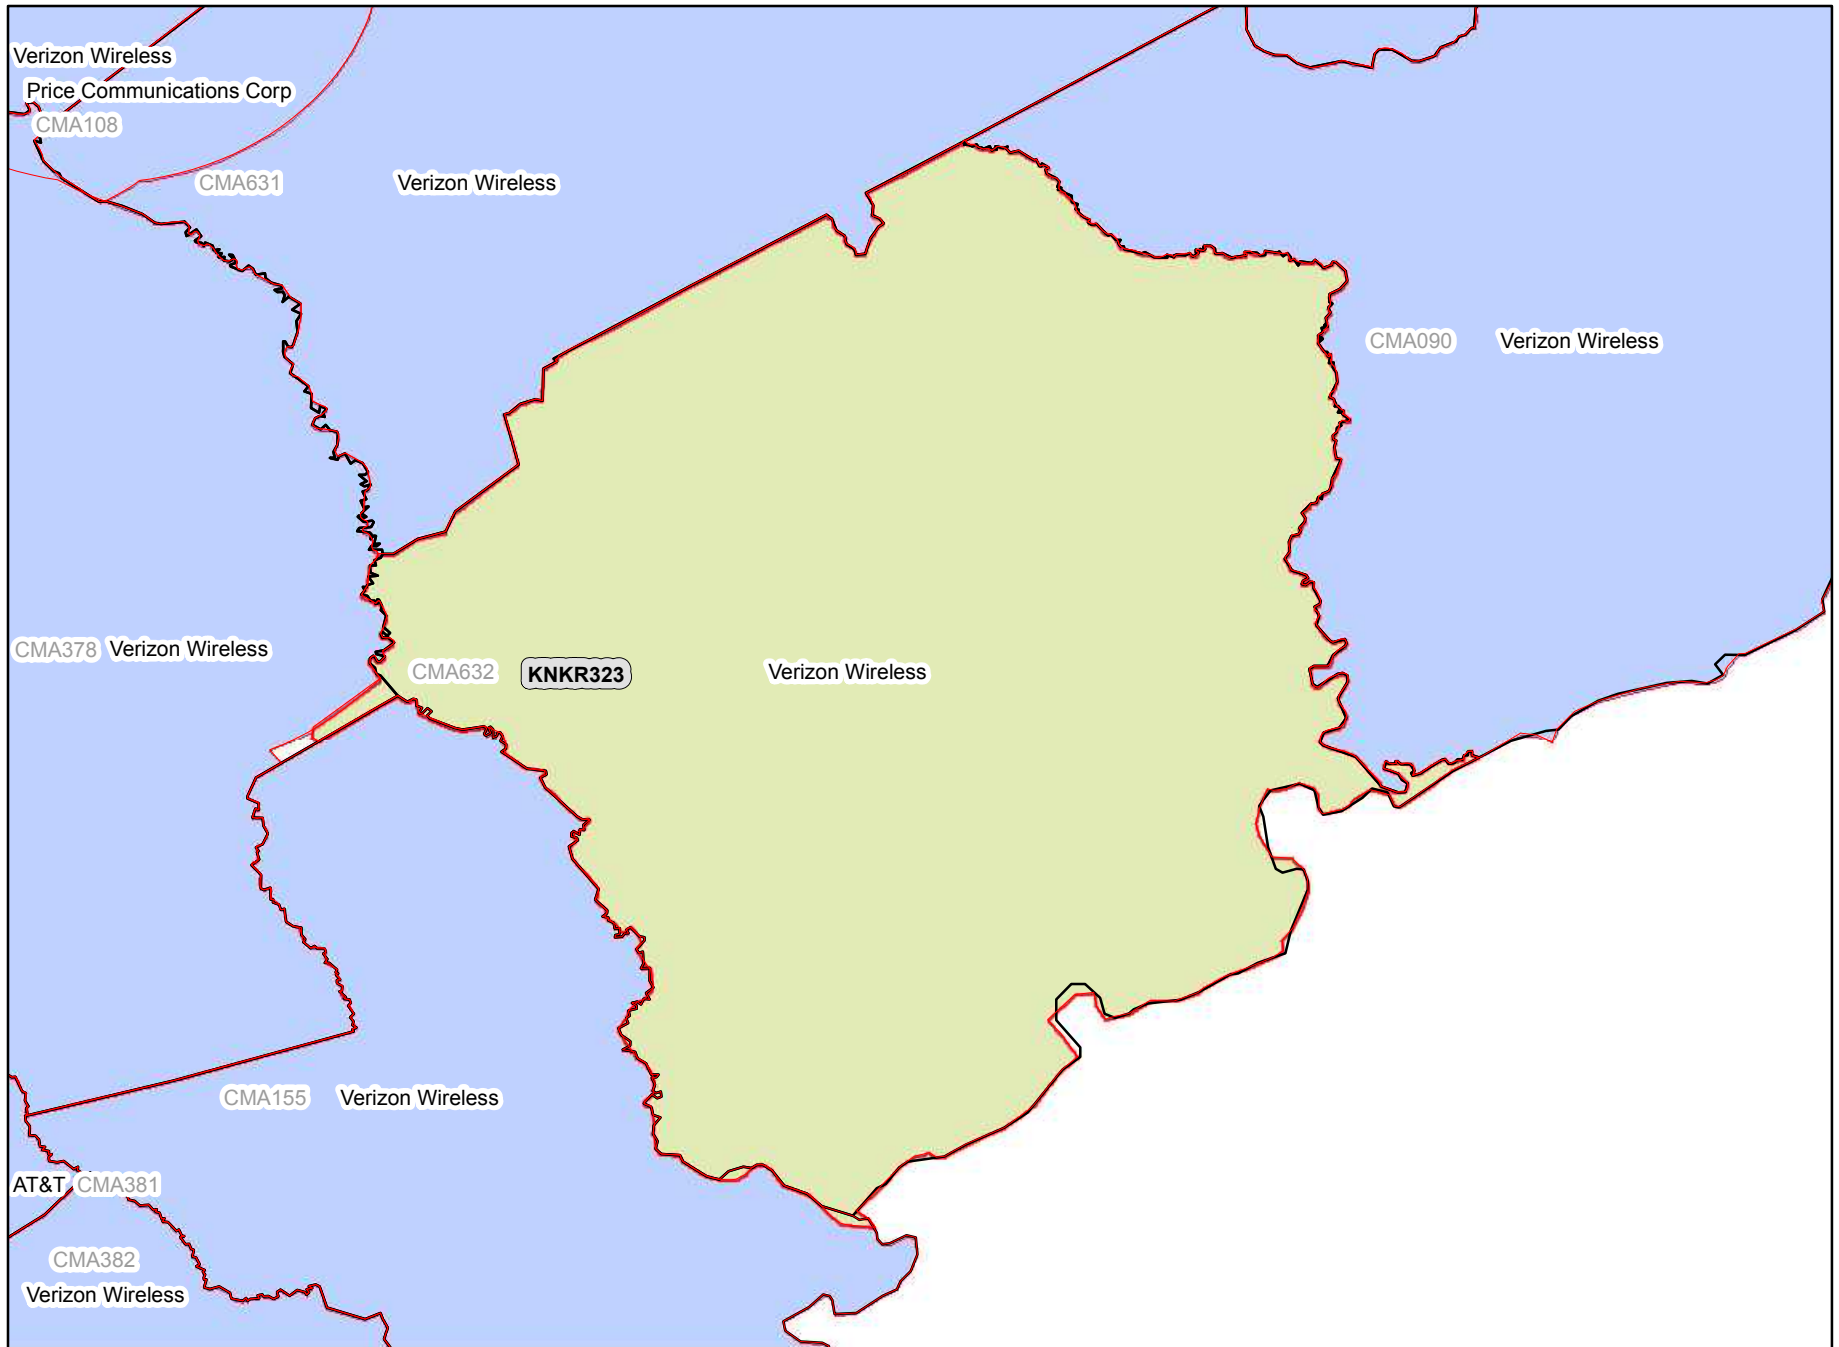 Verizon Wireless
Price Communications Corp
CMA108
CMA631 Verizon Wireless
CMA090 Verizon Wireless
CMA378 Verizon Wireless
CMA632 KNKR323 Verizon Wireless
CMA155 Verizon Wireless
AT&T CMA381
CMA382
Verizon Wireless